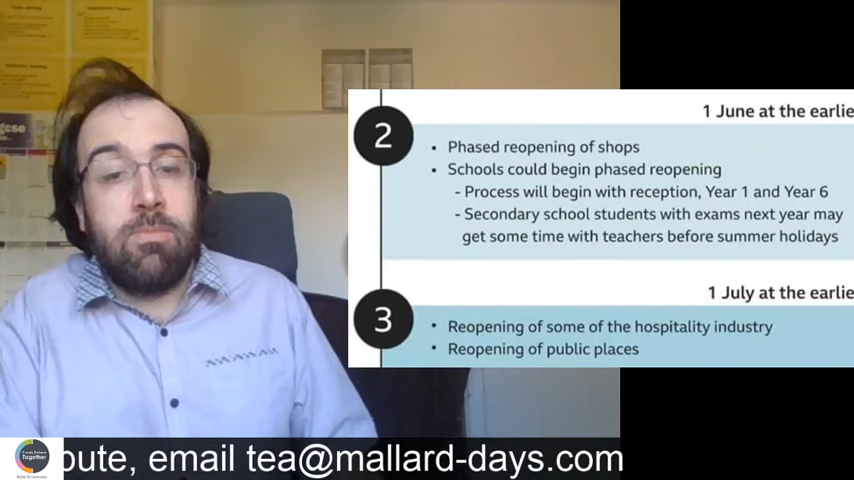 gcse
2
1 June at the earlie
• Phased reopening of shops
• Schools could begin phased reopening
- Process will begin with reception, Year 1 and Year 6
- Secondary school students with exams next year may
get some time with teachers before summer holidays
3
1 July at the earlie
• Reopening of some of the hospitality industry
• Reopening of public places
Together
bute, email tea@mallard-days.com